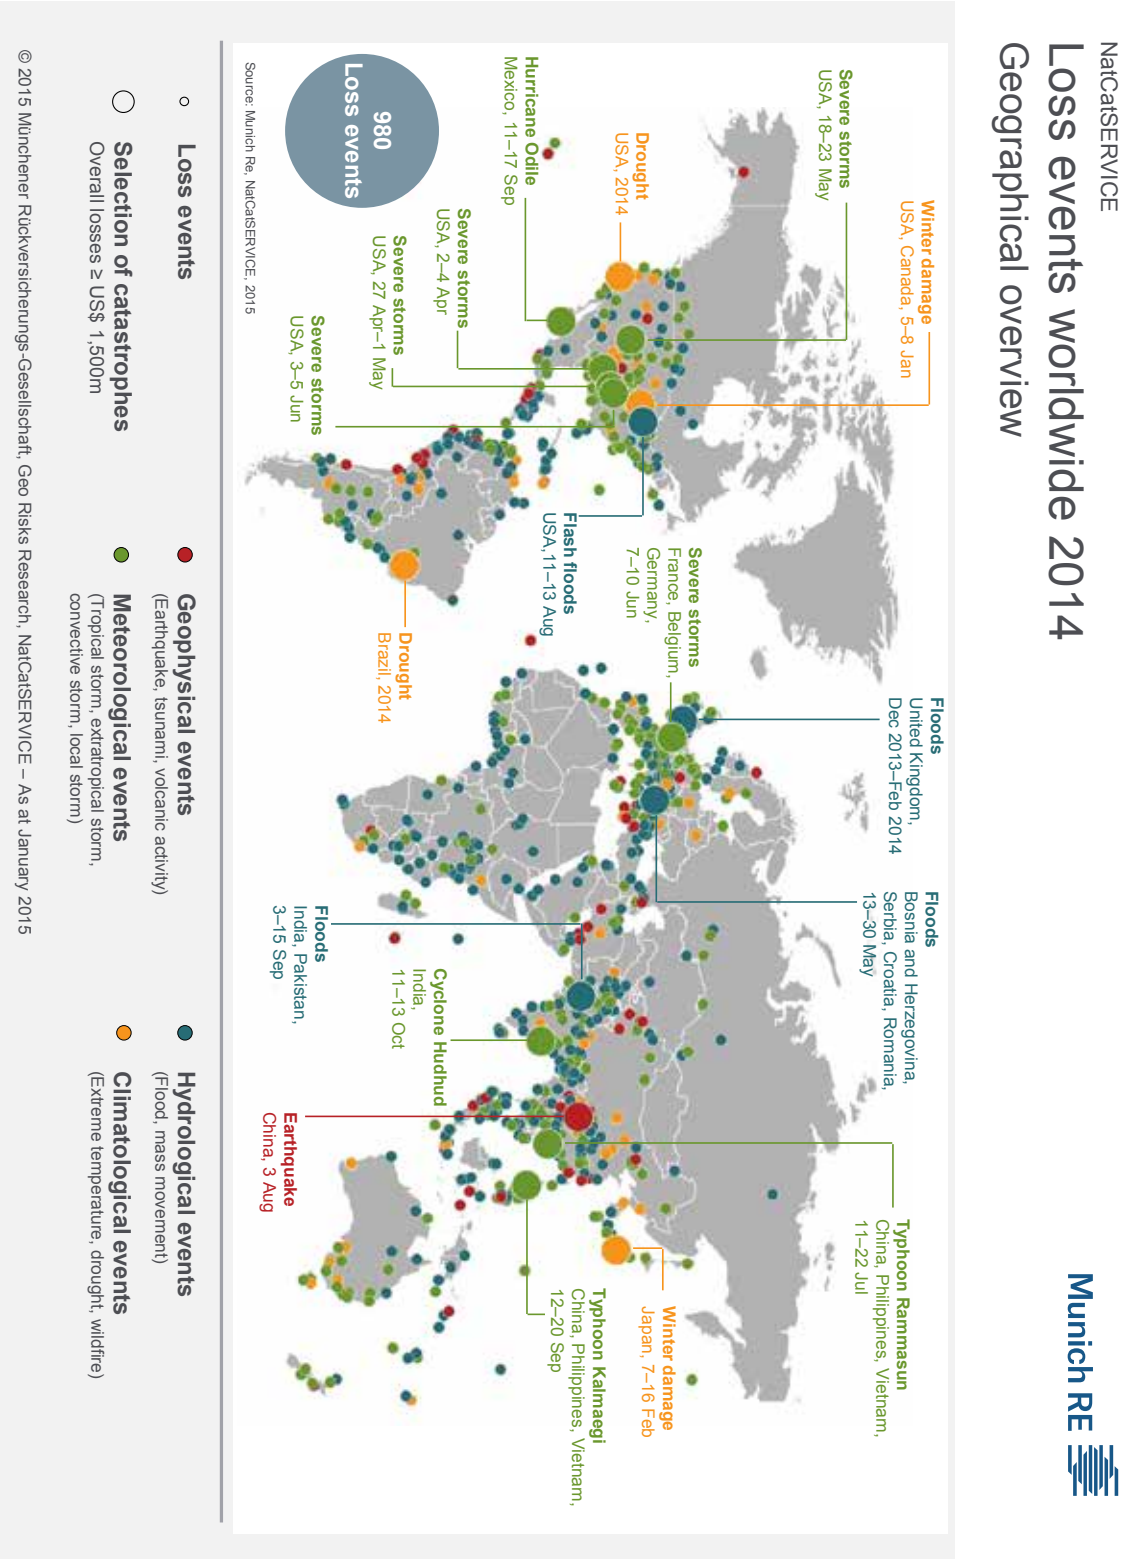 NatCatSERVICE
Loss events worldwide 2014
Geographical overview
Munich RE
Winter damage
USA, Canada, 5–8 Jan
Severe storms
USA, 18–23 May
Drought
USA, 2014
Hurricane Odile
Mexico, 11–17 Sep
Severe storms
USA, 2–4 Apr
Severe storms
USA, 27 Apr–1 May
Severe storms
USA, 3–5 Jun
980
Loss events
Source: Munich Re, NatCatSERVICE, 2015
Flash floods
USA,11–13 Aug
Severe storms
France, Belgium,
Germany,
7–10 Jun
Drought
Brazil, 2014
Floods
United Kingdom,
Dec 2013–Feb 2014
Floods
Bosnia and Herzegovina,
Serbia, Croatia, Romania,
13–30 May
Floods
India, Pakistan,
3–15 Sep
Cyclone Hudhud
India,
11–13 Oct
Earthquake
China, 3 Aug
Typhoon Rammasun
China, Philippines, Vietnam,
11–22 Jul
Winter damage
Japan, 7–16 Feb
Typhoon Kalmaegi
China, Philippines, Vietnam,
12–20 Sep
Loss events
Selection of catastrophes
Overall losses ≥ US$ 1,500m
Geophysical events
(Earthquake, tsunami, volcanic activity)
Meteorological events
(Tropical storm, extratropical storm,
convective storm, local storm)
Hydrological events
(Flood, mass movement)
Climatological events
(Extreme temperature, drought, wildfire)
© 2015 Münchener Rückversicherungs-Gesellschaft, Geo Risks Research, NatCatSERVICE – As at January 2015